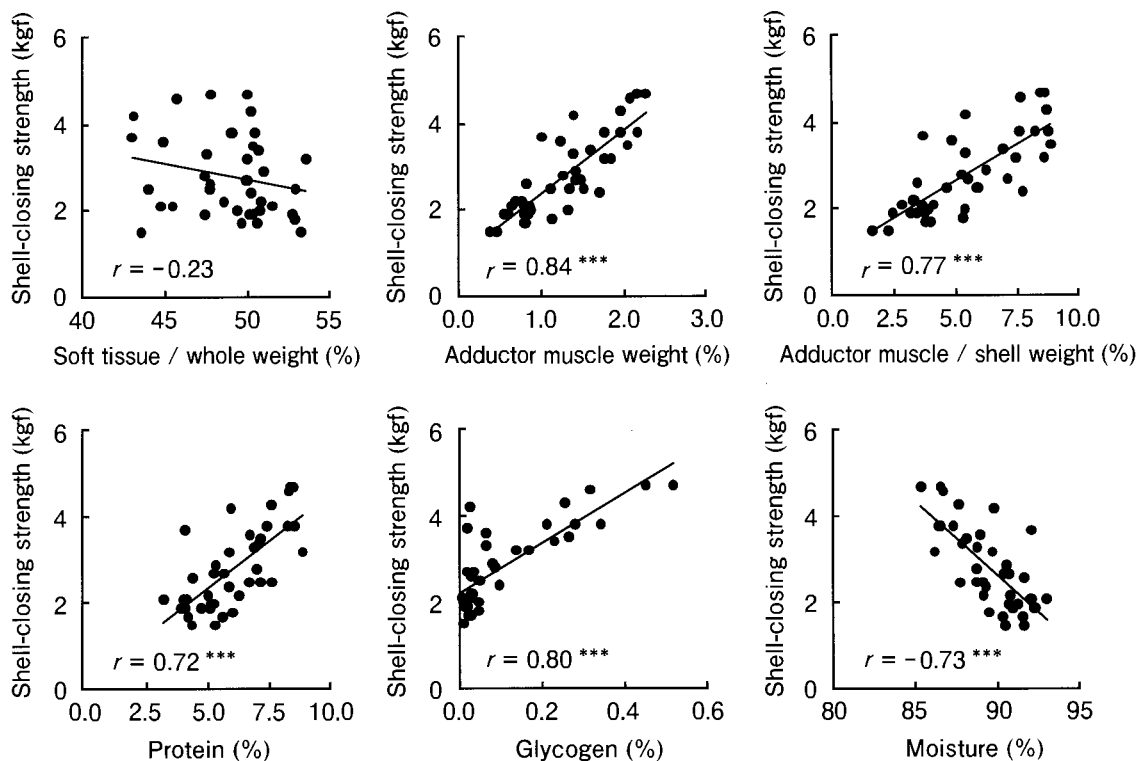 Shell-closing strength (kgf)
6
4
2
0
r = -0.23
40 45 50 55
Soft tissue / whole weight (%)
Shell-closing strength (kgf)
6
4
2
0
r = 0.84 ***
0.0 1.0 2.0 3.0
Adductor muscle weight (%)
Shell-closing strength (kgf)
6
4
2
0
r = 0.77 ***
0.0 2.5 5.0 7.5 10.0
Adductor muscle / shell weight (%)
Shell-closing strength (kgf)
6
4
2
0
r = 0.72 ***
0.0 2.5 5.0 7.5 10.0
Protein (%)
Shell-closing strength (kgf)
6
4
2
0
r = 0.80 ***
0.0 0.2 0.4 0.6
Glycogen (%)
Shell-closing strength (kgf)
6
4
2
0
r = -0.73 ***
80 85 90 95
Moisture (%)